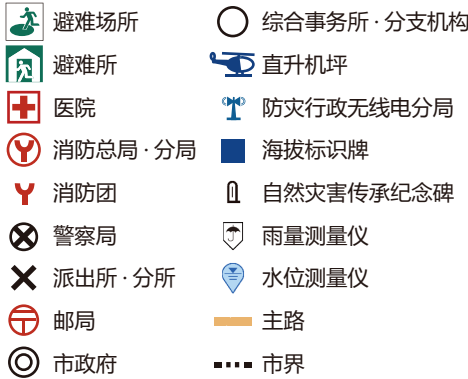 避难场所
避难所
医院
消防总局·分局
消防团
警察局
派出所·分所
邮局
市政府
综合事务所·分支机构
直升机坪
防灾行政无线电分局
海拔标识牌
自然灾害传承纪念碑
雨量测量仪
水位测量仪
主路
市界